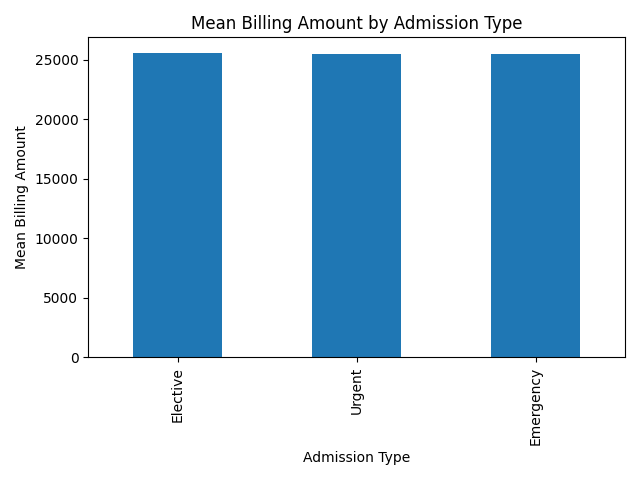 Mean Billing Amount by Admission Type
Mean Billing Amount
25000
20000
15000
10000
5000
0
Elective
Urgent
Emergency
Admission Type